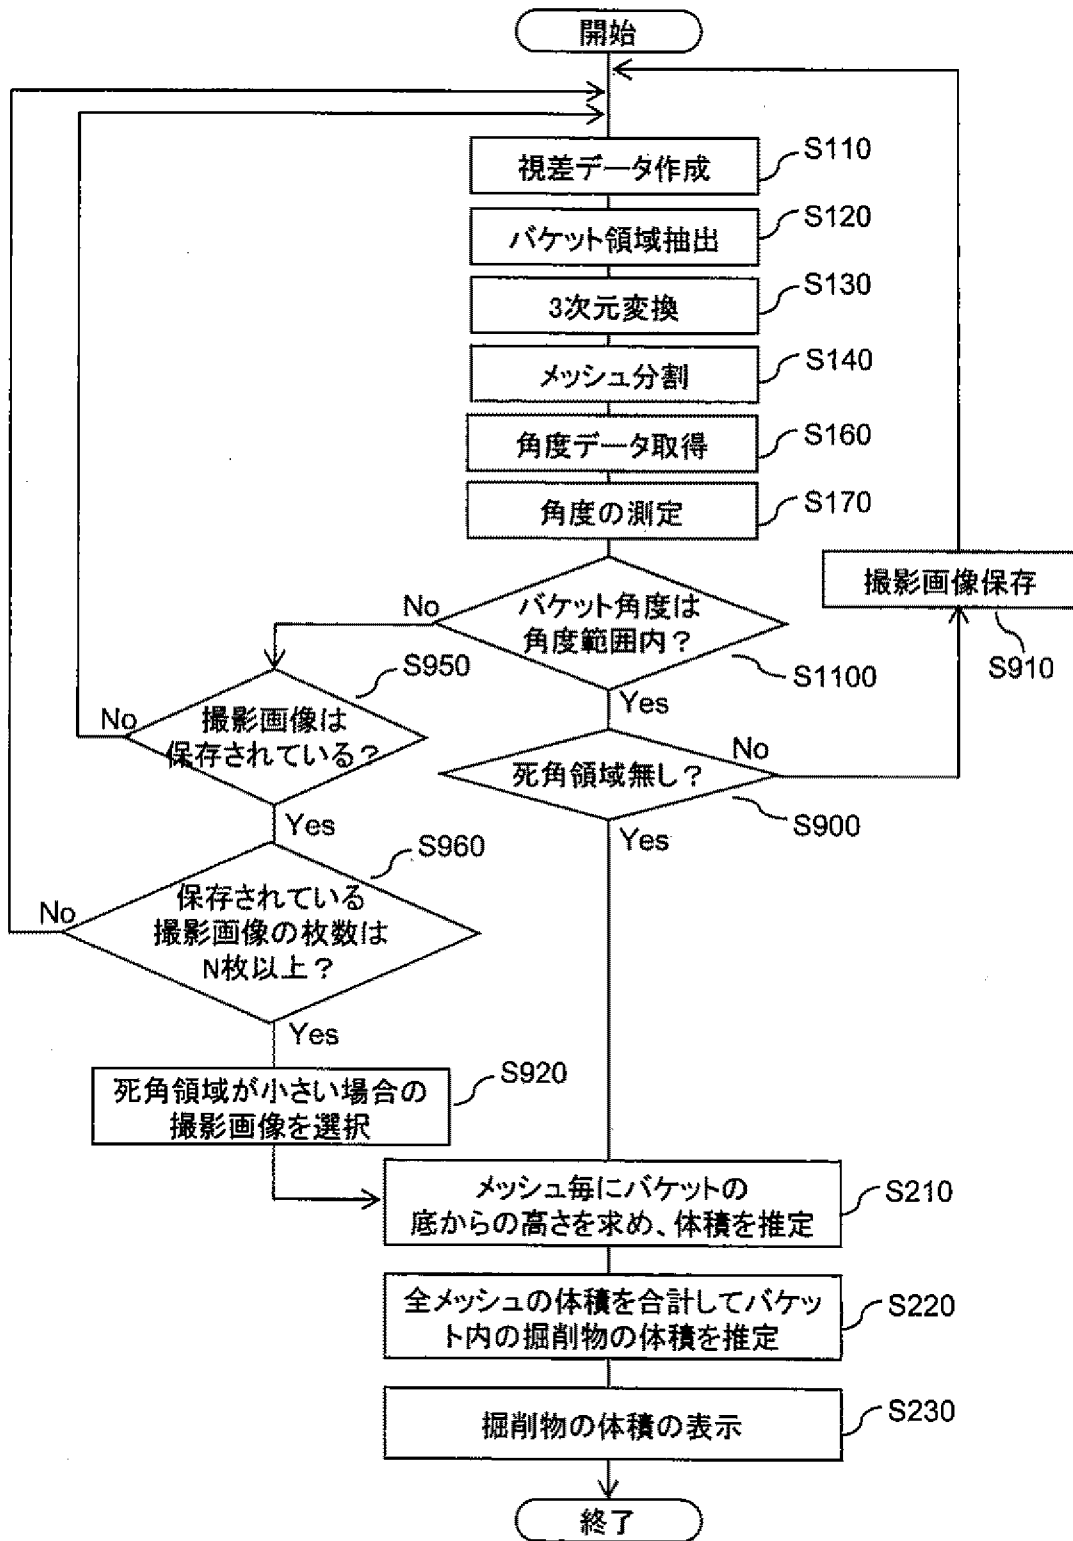 開始
視差データ作成
S110
バケット領域抽出
S120
3次元変換
S130
メッシュ分割
S140
角度データ取得
S160
角度の測定
S170
撮影画像保存
S910
バケット角度は
角度範囲内?
No
Yes
S1100
撮影画像は
保存されている?
No
Yes
S950
死角領域無し?
No
Yes
S900
保存されている
撮影画像の枚数は
N枚以上?
No
Yes
S960
死角領域が小さい場合の
撮影画像を選択
S920
メッシュ毎にバケットの
底からの高さを求め、体積を推定
S210
全メッシュの体積を合計してバケッ
ト内の掘削物の体積を推定
S220
掘削物の体積の表示
S230
終了